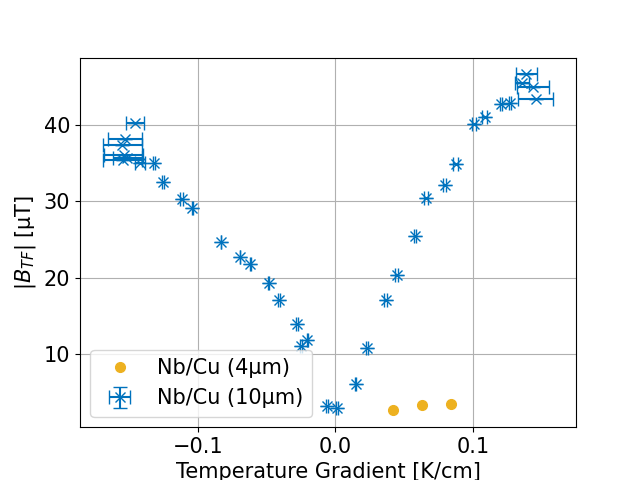 40
30
20
10
|B_TF| [μT]
Nb/Cu (4μm)
Nb/Cu (10μm)
−0.1
0.0
0.1
Temperature Gradient [K/cm]